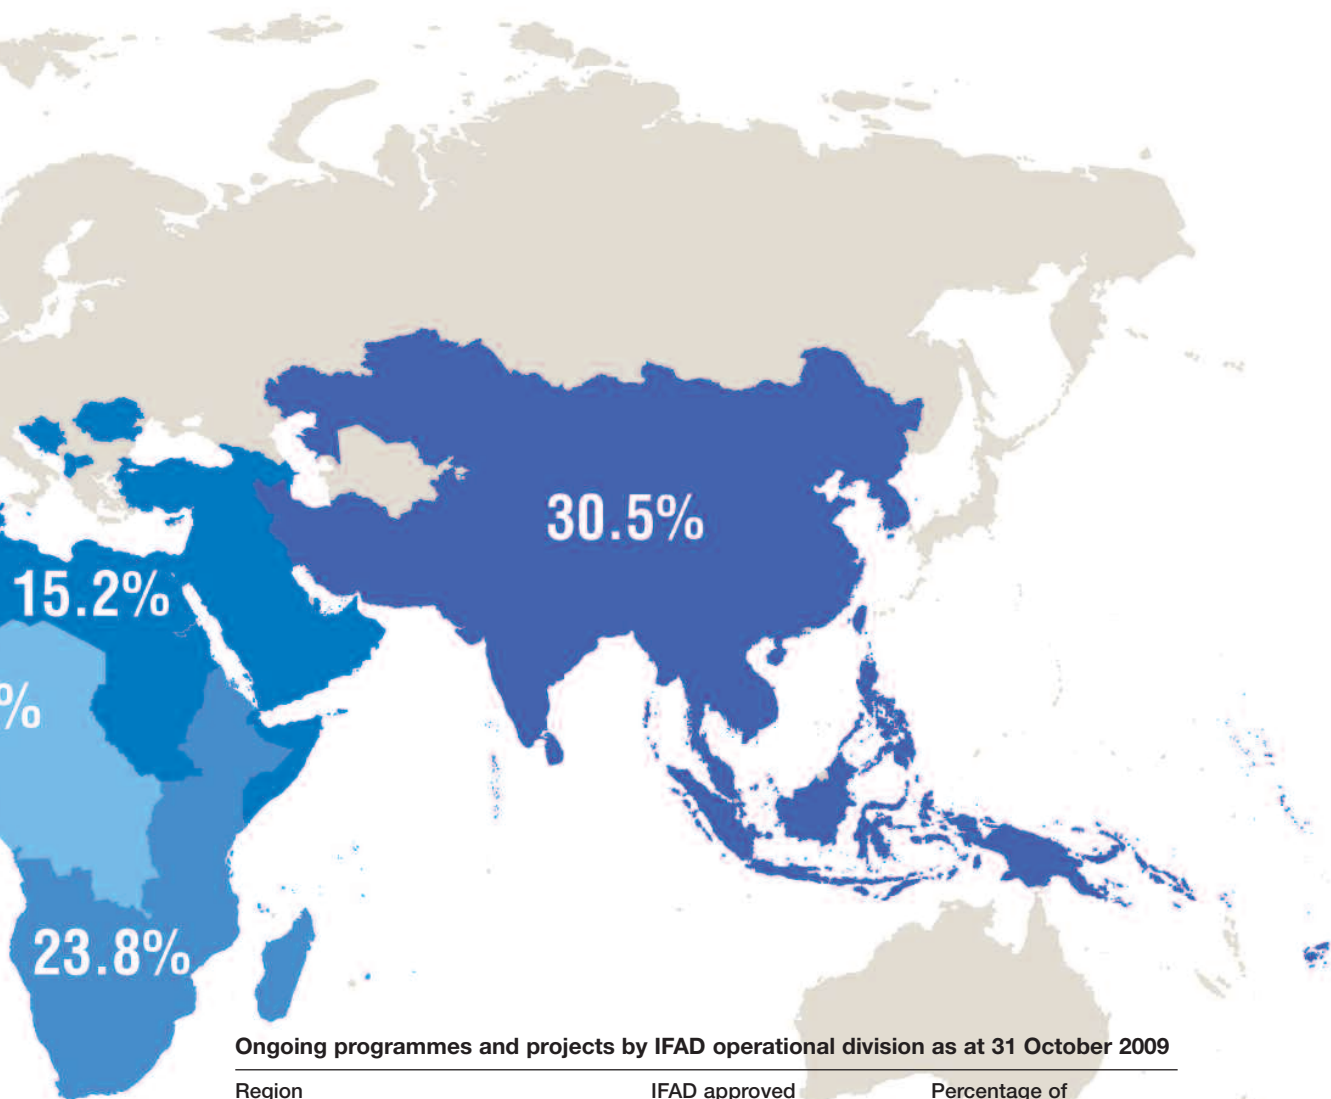 30.5%
15.2%
%
23.8%
Ongoing programmes and projects by IFAD operational division as at 31 October 2009
Region IFAD approved Percentage of